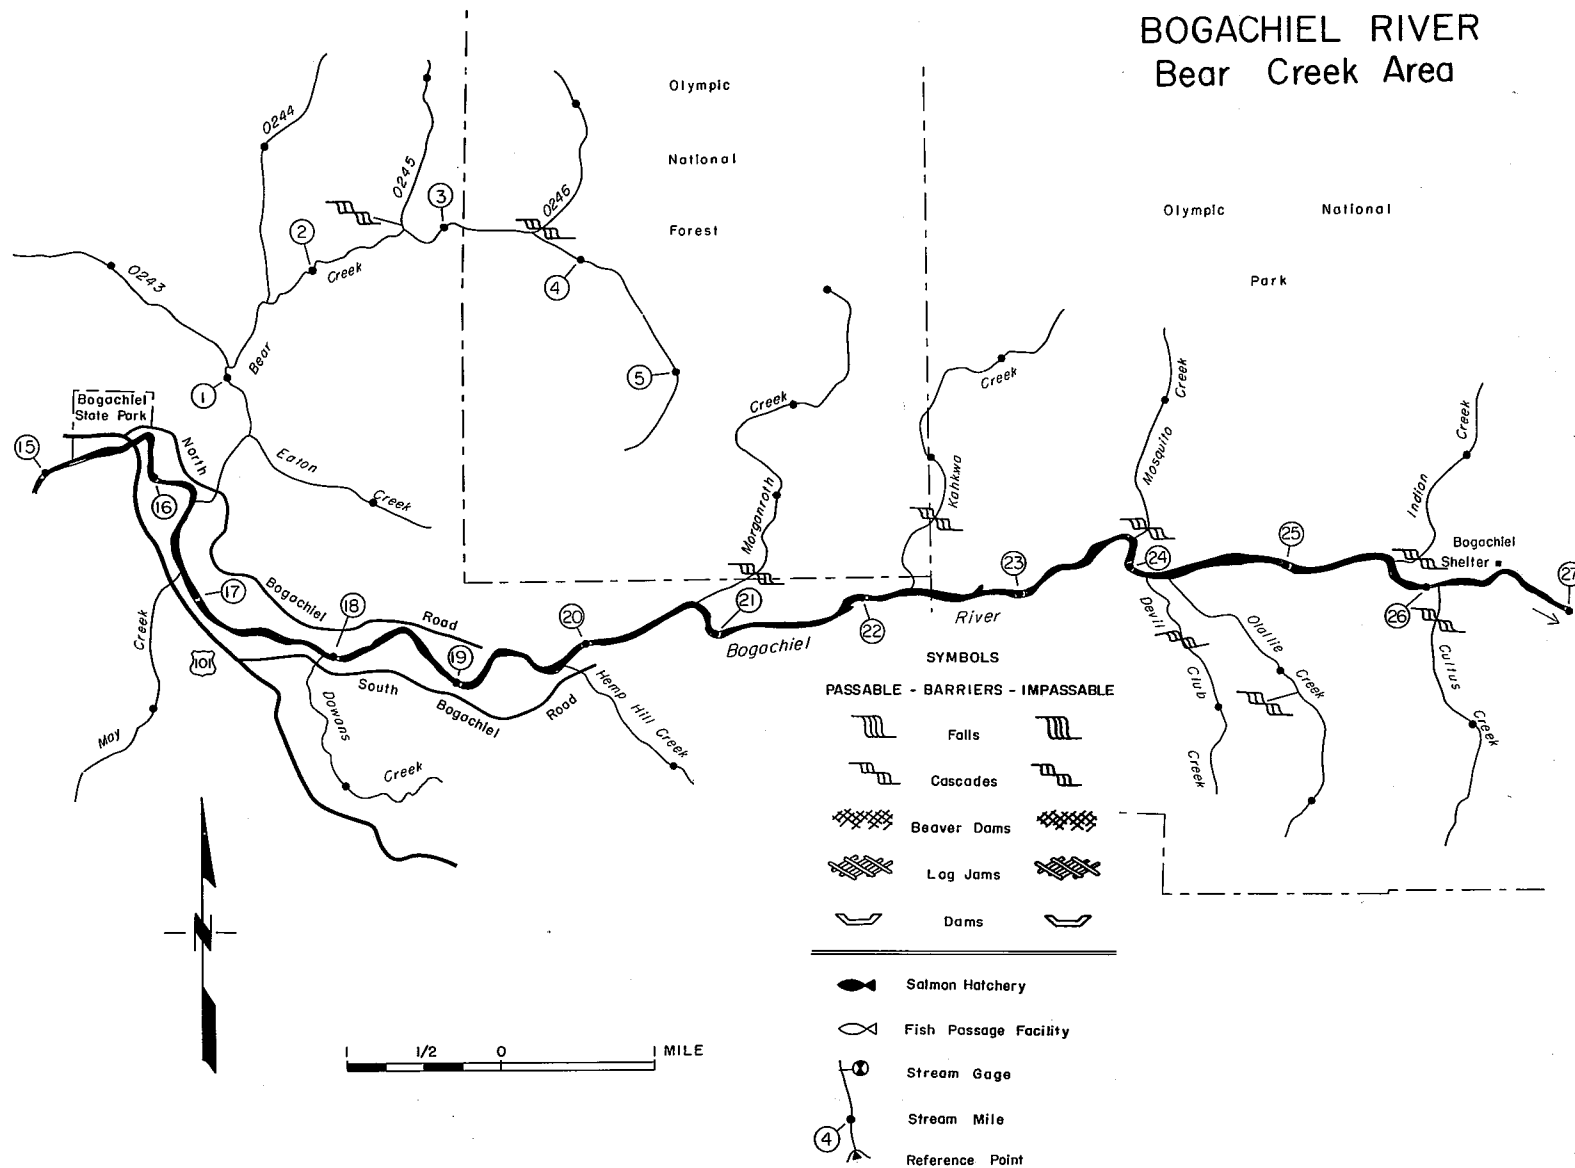 BOGACHIEL RIVER
Bear Creek Area
Olympic
National
Forest
Olympic National
Park
0243
0244
0245
0246
1
2
3
4
5
Bear
Creek
Eaton
Creek
Bogachiel
State Park
15
16
17
18
19
20
21
22
23
24
25
26
27
North
Bogachiel
Road
South
Bogachiel
Road
101
May
Creek
Dowans
Creek
Hemp Hill Creek
Morganroth
Creek
Kahkwa
Creek
Mosquito
Creek
Indian
Creek
Bogachiel
Shelter
Devil
Club
Creek
Olallie
Creek
Cultus
Creek
Bogachiel
River
N
1/2 0 1 MILE
SYMBOLS
PASSABLE - BARRIERS - IMPASSABLE
Falls
Cascades
Beaver Dams
Log Jams
Dams
Salmon Hatchery
Fish Passage Facility
Stream Gage
Stream Mile
4
Reference Point